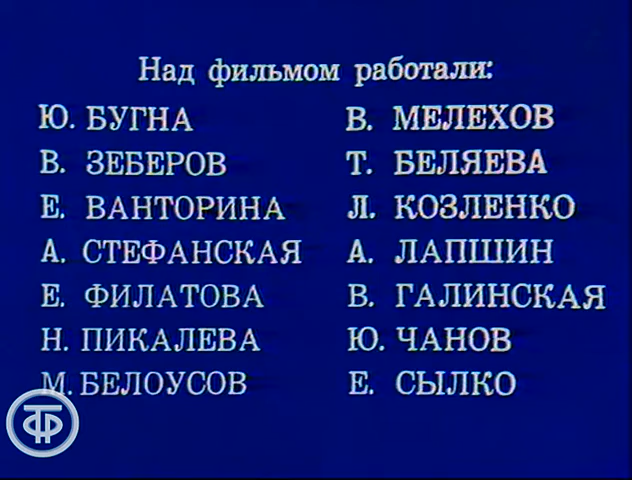 Над фильмом работали:
Ю. БУГНА
В. ЗЕБЕРОВ
Е. ВАНТОРИНА
А. СТЕФАНСКАЯ
Е. ФИЛАТОВА
Н. ПИКАЛЕВА
М. БЕЛОУСОВ
В. МЕЛЕХОВ
Т. БЕЛЯЕВА
Л. КОЗЛЕНКО
А. ЛАПШИН
В. ГАЛИНСКАЯ
Ю. ЧАНОВ
Е. СЫЛКО